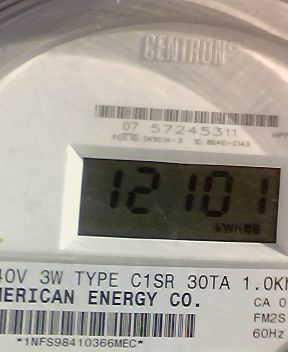 CENTRON®
07 57245311
12101
kWh
40V 3W TYPE C1SR 30TA 1.0K
MERICAN ENERGY CO.
CA 0
FM2S
60Hz
*1NFS98410366MEC*